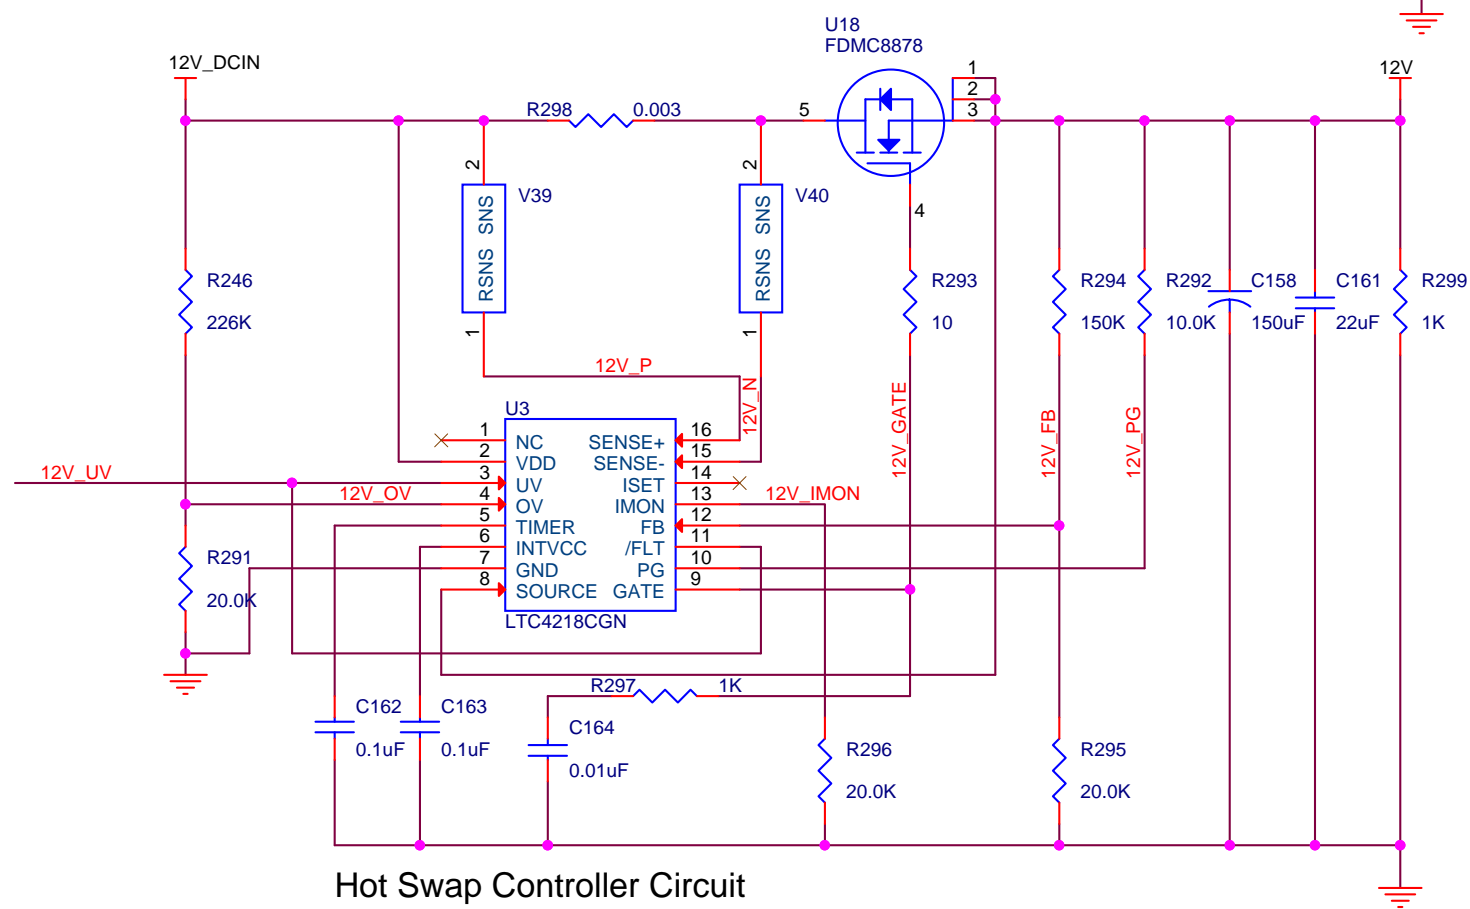 U18
FDMC8878
12V_DCIN
12V
1
2
3
R298 0.003
5
2
2
V39
V40
RSNS SNS
RSNS SNS
4
R246
226K
R293
10
R294
150K
R292
10.0K
C158
150uF
C161
22uF
R299
1K
1
1
12V_P
12V_N
12V_GATE
12V_FB
12V_PG
U3
1 NC SENSE+ 16
2 VDD SENSE- 15
12V_UV 3 UV ISET 14
12V_OV 4 OV IMON 13 12V_IMON
5 TIMER FB 12
6 INTVCC /FLT 11
7 GND PG 10
8 SOURCE GATE 9
LTC4218CGN
R291
20.0K
R297 1K
C162
0.1uF
C163
0.1uF
C164
0.01uF
R296
20.0K
R295
20.0K
Hot Swap Controller Circuit